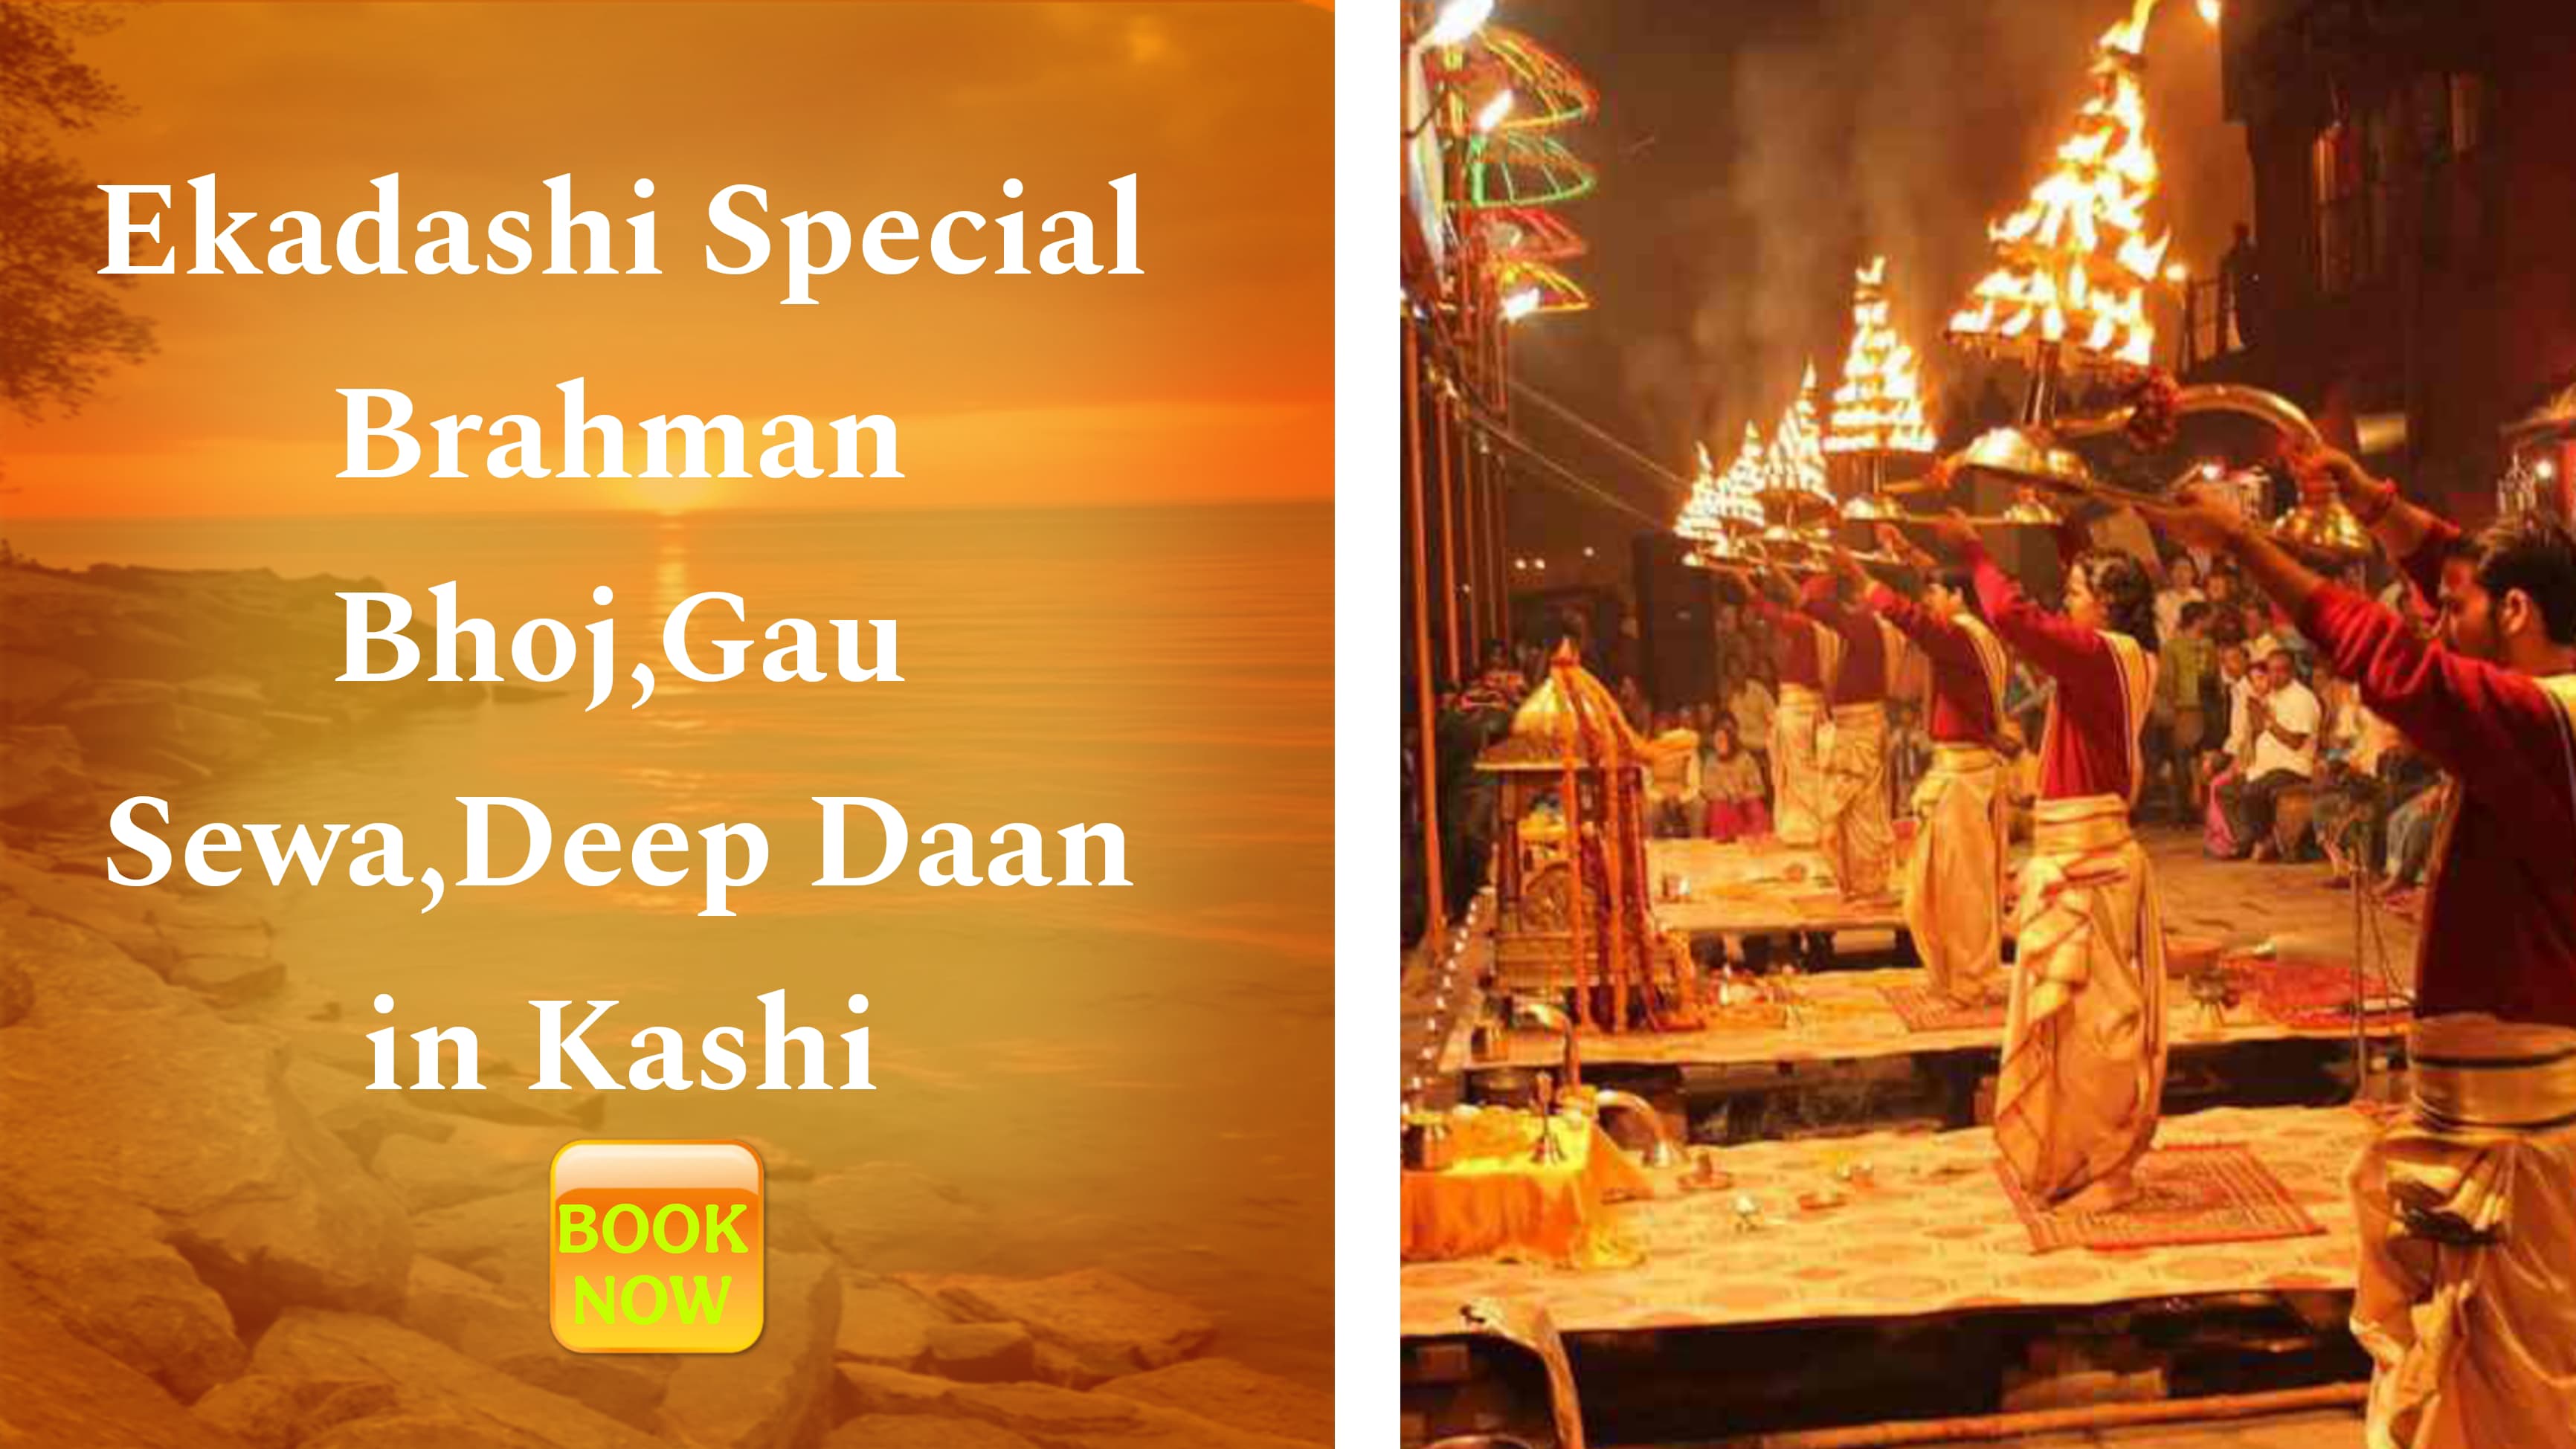 Ekadashi Special
Brahman
Bhoj,Gau
Sewa,Deep Daan
in Kashi
BOOK
NOW